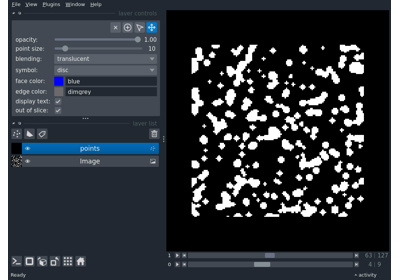 File View Plugins Window Help
layer controls
opacity: 1.00
point size: 10
blending: translucent
symbol: disc
face color: blue
edge color: dimgrey
display text:
out of slice:
layer list
points
Image
1 63 127
0 4 9
Ready activity